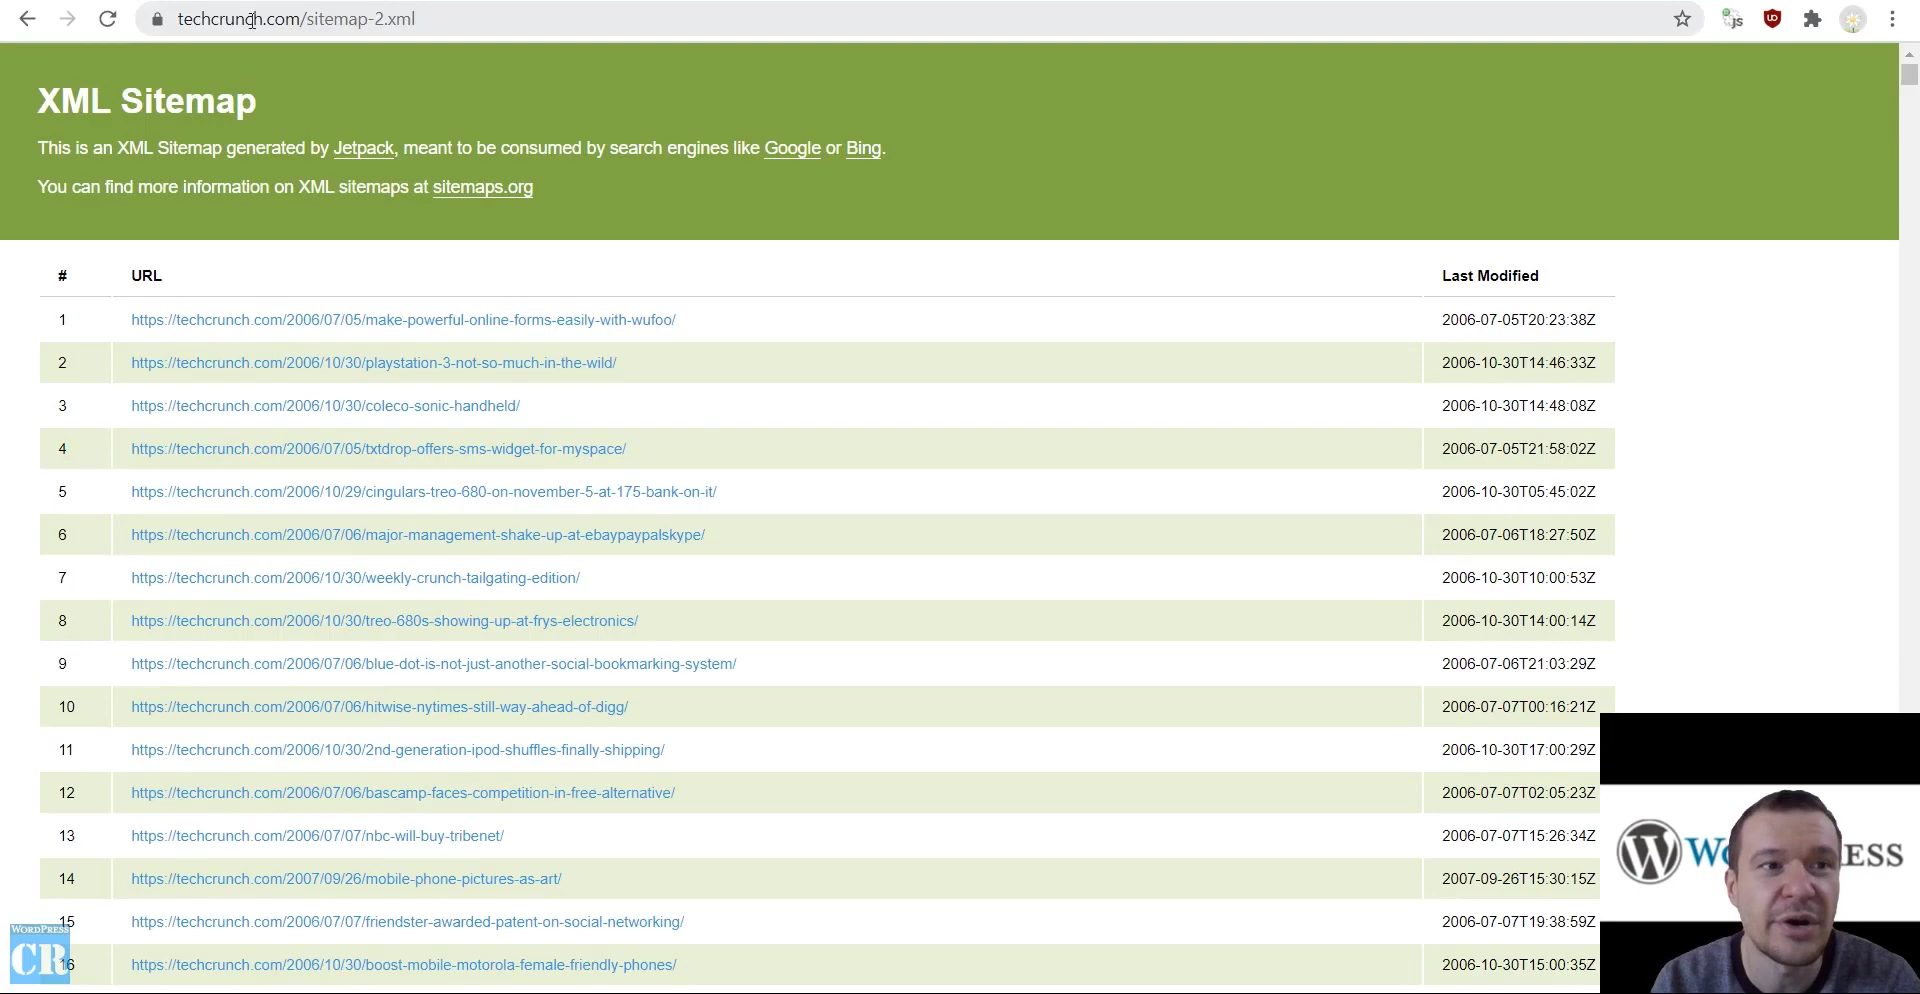 techcrunch.com/sitemap-2.xml
JS
XML Sitemap
This is an XML Sitemap generated by Jetpack, meant to be consumed by search engines like Google or Bing.
You can find more information on XML sitemaps at sitemaps.org
# URL Last Modified
1 https://techcrunch.com/2006/07/05/make-powerful-online-forms-easily-with-wufoo/ 2006-07-05T20:23:38Z
2 https://techcrunch.com/2006/10/30/playstation-3-not-so-much-in-the-wild/ 2006-10-30T14:46:33Z
3 https://techcrunch.com/2006/10/30/coleco-sonic-handheld/ 2006-10-30T14:48:08Z
4 https://techcrunch.com/2006/07/05/txtdrop-offers-sms-widget-for-myspace/ 2006-07-05T21:58:02Z
5 https://techcrunch.com/2006/10/29/cingulars-treo-680-on-november-5-at-175-bank-on-it/ 2006-10-30T05:45:02Z
6 https://techcrunch.com/2006/07/06/major-management-shake-up-at-ebaypaypalskype/ 2006-07-06T18:27:50Z
7 https://techcrunch.com/2006/10/30/weekly-crunch-tailgating-edition/ 2006-10-30T10:00:53Z
8 https://techcrunch.com/2006/10/30/treo-680s-showing-up-at-frys-electronics/ 2006-10-30T14:00:14Z
9 https://techcrunch.com/2006/07/06/blue-dot-is-not-just-another-social-bookmarking-system/ 2006-07-06T21:03:29Z
10 https://techcrunch.com/2006/07/06/hitwise-nytimes-still-way-ahead-of-digg/ 2006-07-07T00:16:21Z
11 https://techcrunch.com/2006/10/30/2nd-generation-ipod-shuffles-finally-shipping/ 2006-10-30T17:00:29Z
12 https://techcrunch.com/2006/07/06/bascamp-faces-competition-in-free-alternative/ 2006-07-07T02:05:23Z
13 https://techcrunch.com/2006/07/07/nbc-will-buy-tribenet/ 2006-07-07T15:26:34Z
14 https://techcrunch.com/2007/09/26/mobile-phone-pictures-as-art/ 2007-09-26T15:30:15Z
15 https://techcrunch.com/2006/07/07/friendster-awarded-patent-on-social-networking/ 2006-07-07T19:38:59Z
16 https://techcrunch.com/2006/10/30/boost-mobile-motorola-female-friendly-phones/ 2006-10-30T15:00:35Z
WORDPRESS
CR